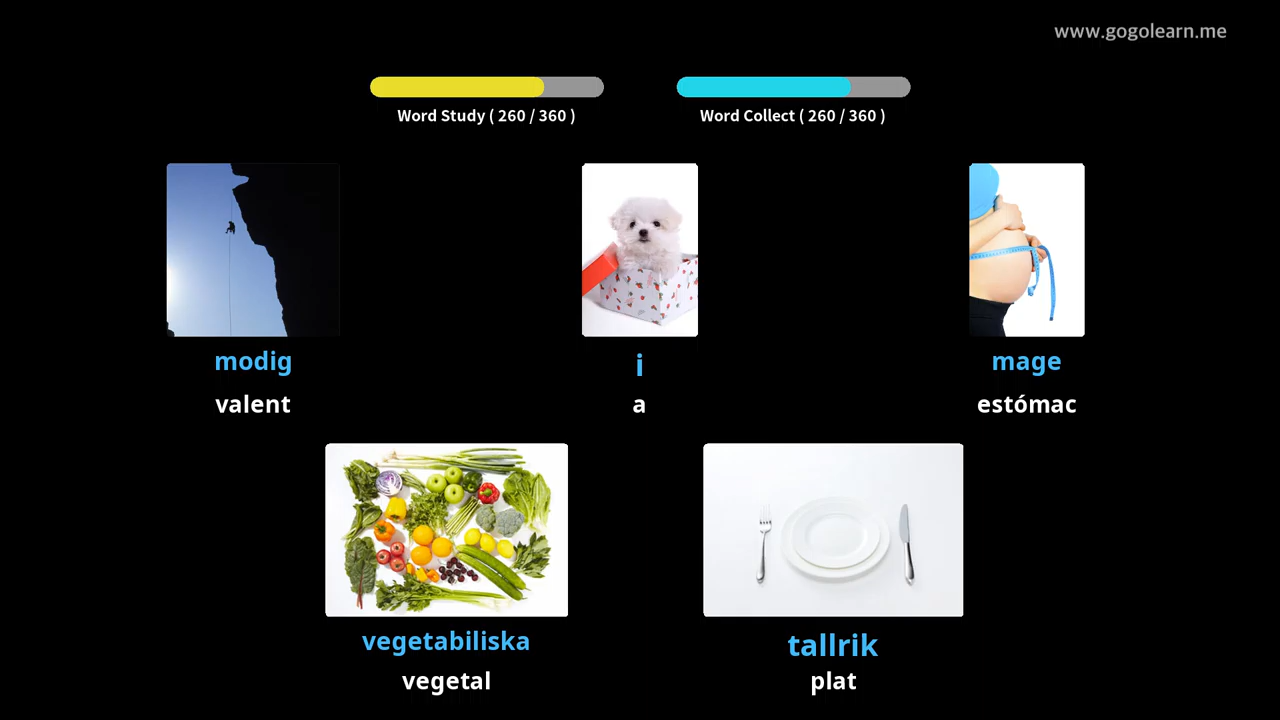 www.gogolearn.me
Word Study ( 260 / 360 )
Word Collect ( 260 / 360 )
modig
i
mage
valent
a
estómac
vegetabiliska
tallrik
vegetal
plat